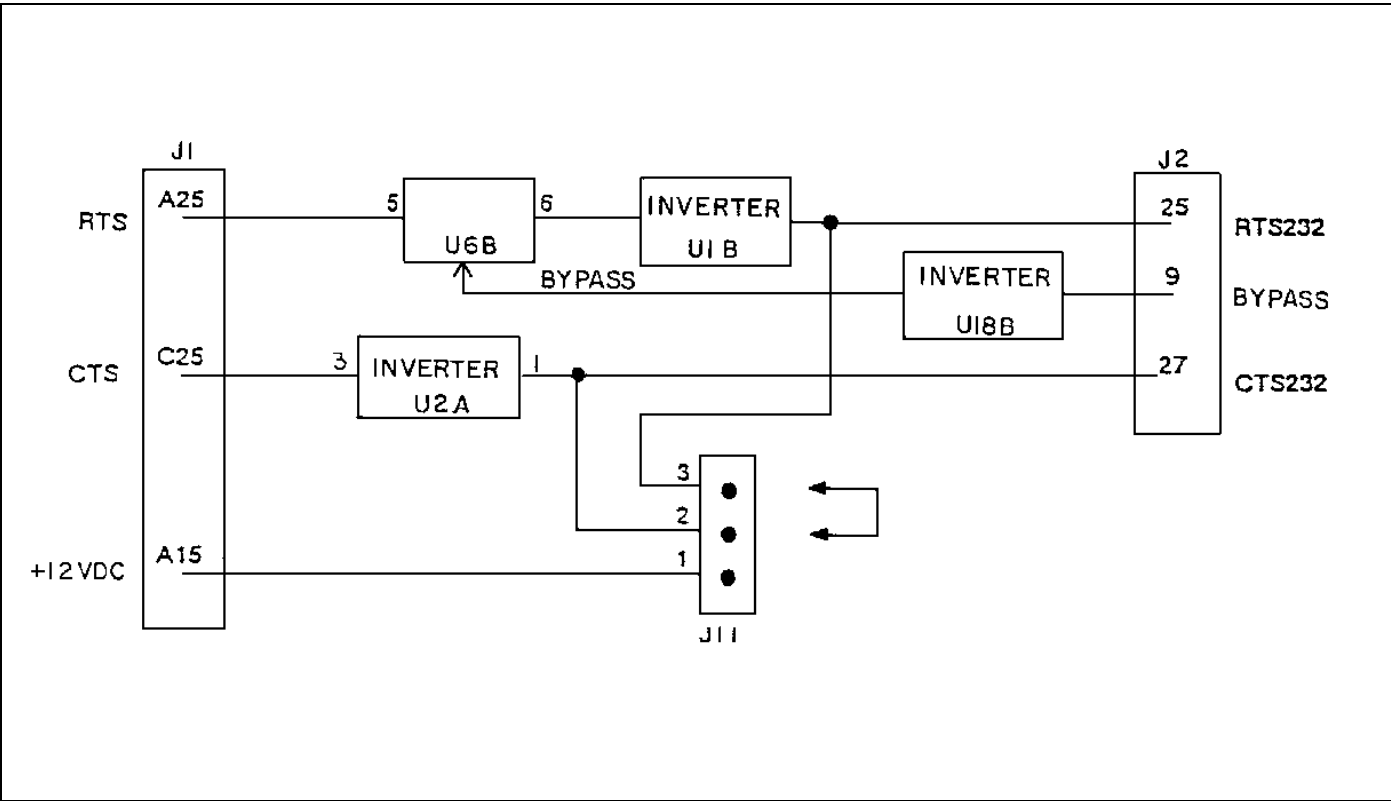 J1
J2
A25
5
6
INVERTER
25
RTS
U6B
U1B
RTS232
BYPASS
INVERTER
9
BYPASS
U18B
C25
3
INVERTER
1
27
CTS
U2A
CTS232
3
2
A15
1
+12VDC
J11